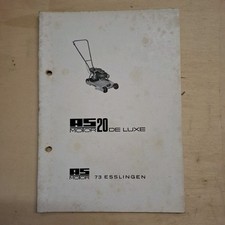 AS MOTOR 20 DE LUXE
AS MOTOR 73 ESSLINGEN